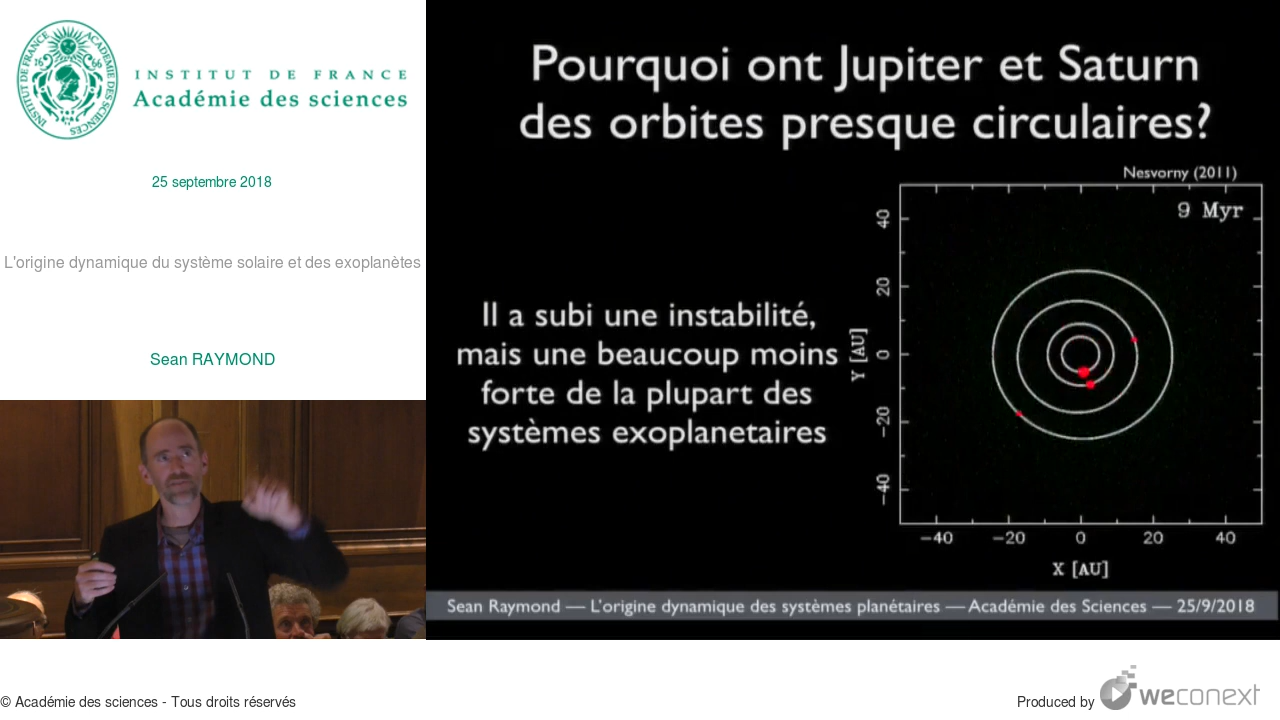 INSTITUT DE FRANCE
Académie des sciences
25 septembre 2018
L'origine dynamique du système solaire et des exoplanètes
Sean RAYMOND
Pourquoi ont Jupiter et Saturn
des orbites presque circulaires?
Nesvorny (2011)
9 Myr
Il a subi une instabilité,
mais une beaucoup moins
forte de la plupart des
systèmes exoplanetaires
Y [AU]
40
20
0
−20
−40
−40 −20 0 20 40
X [AU]
Sean Raymond — L'origine dynamique des systèmes planétaires — Académie des Sciences — 25/9/2018
© Académie des sciences - Tous droits réservés
Produced by weconext